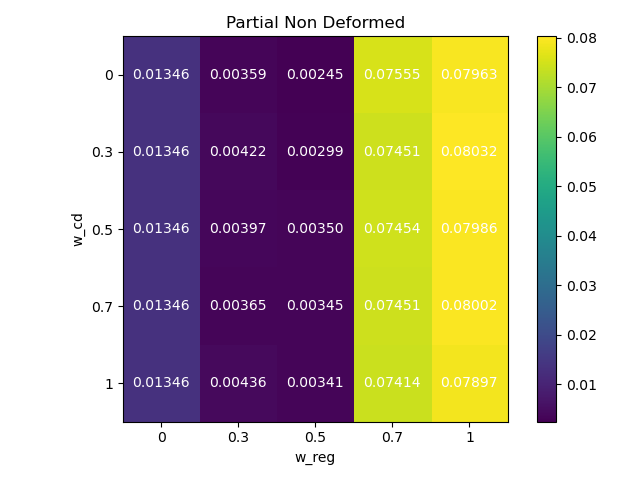 Partial Non Deformed
0 0.01346 0.00359 0.00245 0.07555 0.07963
0.3 0.01346 0.00422 0.00299 0.07451 0.08032
w_cd
0.5 0.01346 0.00397 0.00350 0.07454 0.07986
0.7 0.01346 0.00365 0.00345 0.07451 0.08002
1 0.01346 0.00436 0.00341 0.07414 0.07897
0 0.3 0.5 0.7 1
w_reg
0.08
0.07
0.06
0.05
0.04
0.03
0.02
0.01